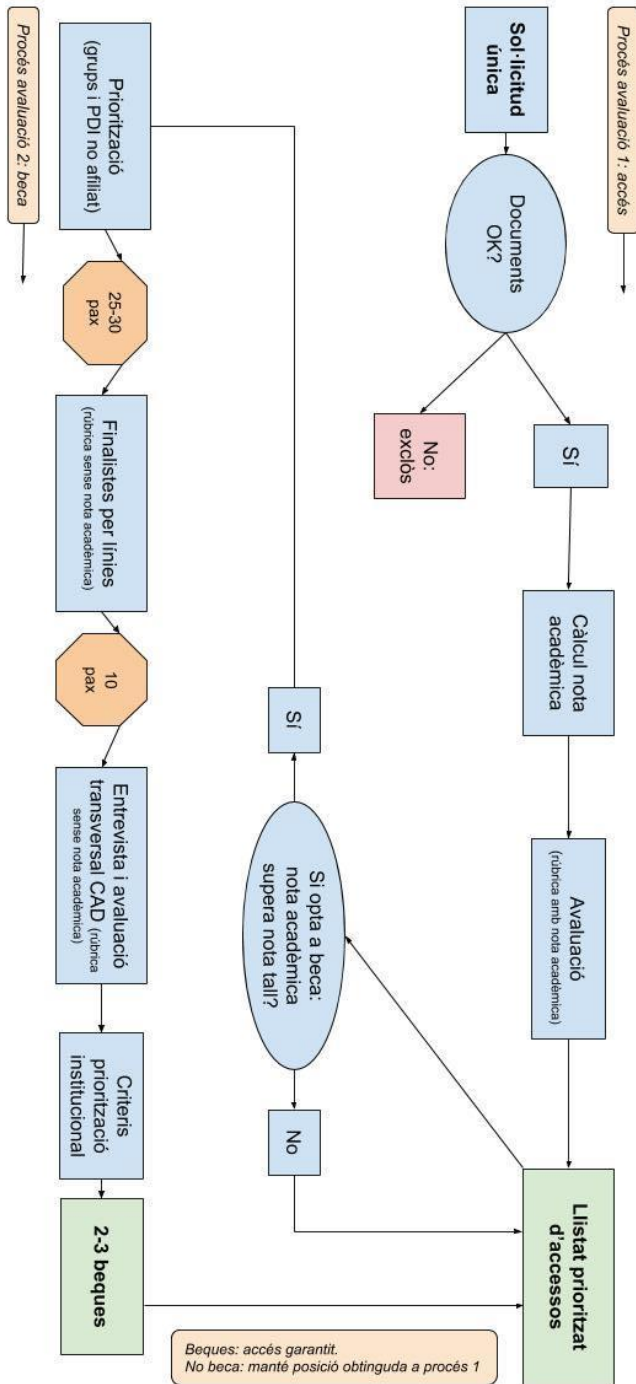 Procés avaluació 1: accés
Sol·licitud
única
Documents
OK?
Sí
No:
exclòs
Càlcul nota
acadèmica
Avaluació
(rúbrica amb nota acadèmica)
Llistat prioritzat
d'accessos
Si opta a beca:
nota acadèmica
supera nota tall?
Sí
No
Procés avaluació 2: beca
Priorització
(grups i PDI no afiliat)
25-30
pax
Finalistes per línies
(rúbrica sense nota acadèmica)
10
pax
Entrevista i avaluació
transversal CAD (rúbrica
sense nota acadèmica)
Criteris
priorització
institucional
2-3 beques
Beques: accés garantit.
No beca: manté posició obtinguda a procés 1